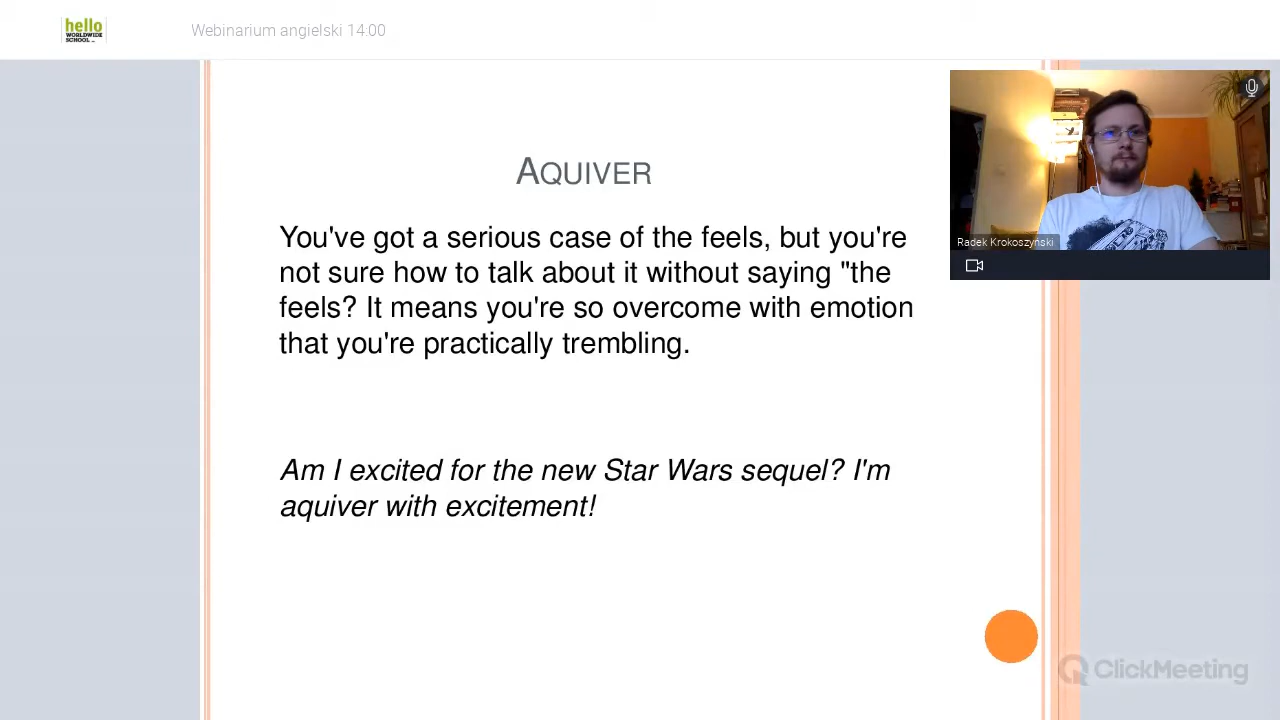 hello
WORLDWIDE
SCHOOL
Webinarium angielski 14:00
AQUIVER
You've got a serious case of the feels, but you're
not sure how to talk about it without saying "the
feels? It means you're so overcome with emotion
that you're practically trembling.
Am I excited for the new Star Wars sequel? I'm
aquiver with excitement!
Radek Krokoszyński
ClickMeeting